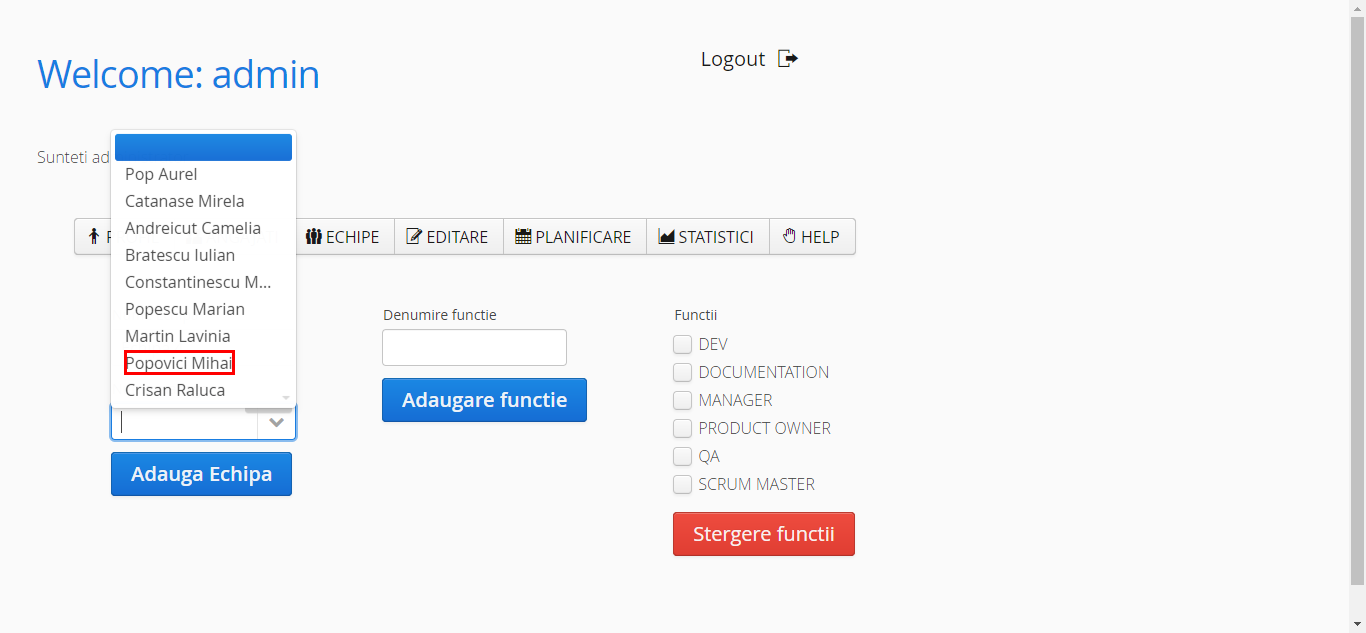 Welcome: admin
Logout
Sunteti ad
Pop Aurel
Catanase Mirela
Andreicut Camelia
Bratescu Iulian
Constantinescu M...
Popescu Marian
Martin Lavinia
Popovici Mihai
Crisan Raluca
ECHIPE
EDITARE
PLANIFICARE
STATISTICI
HELP
Adauga Echipa
Denumire functie
Adaugare functie
Functii
DEV
DOCUMENTATION
MANAGER
PRODUCT OWNER
QA
SCRUM MASTER
Stergere functii